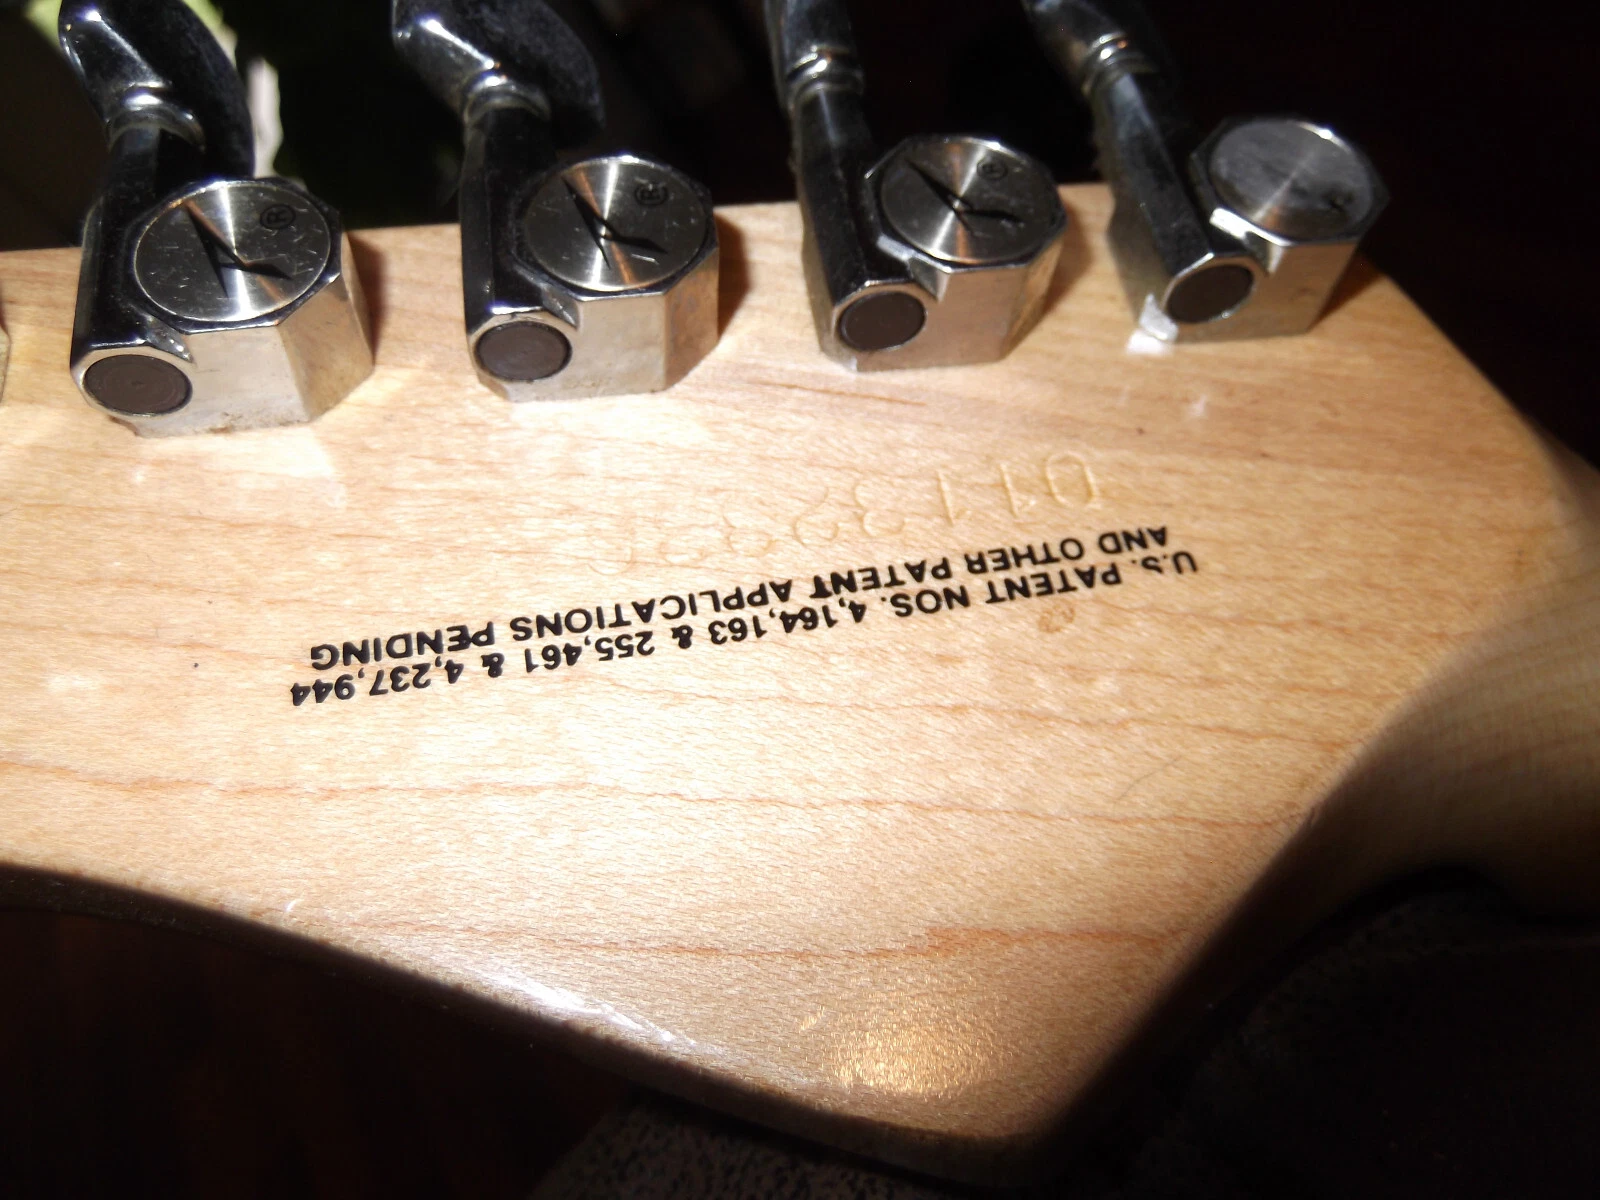 U.S. PATENT NOS. 4,164,163 & 255,461 & 4,237,944
AND OTHER PATENT APPLICATIONS PENDING